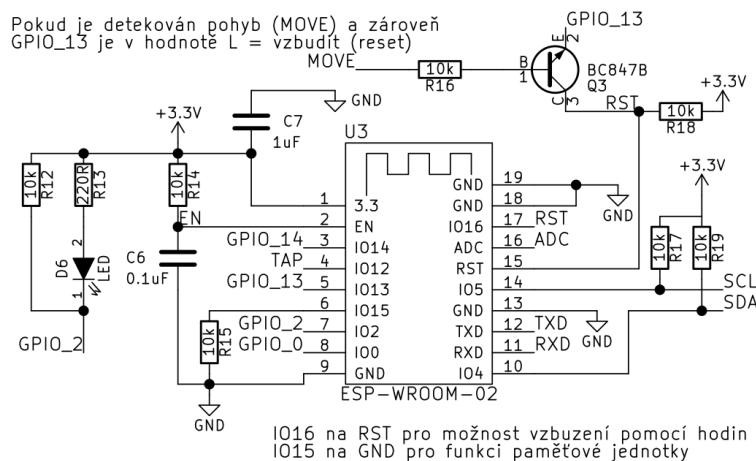 Pokud je detekován pohyb (MOVE) a zároveň
GPIO_13 je v hodnotě L = vzbudit (reset)
GPIO_13
MOVE
10k
R16
B
1
E
2
C
3
BC847B
Q3
RST
10k
R18
+3.3V
GND
C7
1uF
+3.3V
U3
10k
R12
220R
R13
10k
R14
2
D6
LED
1
GPIO_2
EN
C6
0.1uF
GPIO_14
TAP
GPIO_13
GPIO_2
GPIO_0
10k
R15
GND
1 3.3
2 EN
3 IO14
4 IO12
5 IO13
6 IO15
7 IO2
8 IO0
9 GND
GND 19
GND 18
IO16 17 RST
ADC 16 ADC
RST 15
IO5 14
GND 13
TXD 12 TXD
RXD 11 RXD
IO4 10
GND
GND
+3.3V
10k
R17
10k
R19
SCL
SDA
ESP-WROOM-02
IO16 na RST pro možnost vzbuzení pomocí hodin
IO15 na GND pro funkci paměťové jednotky